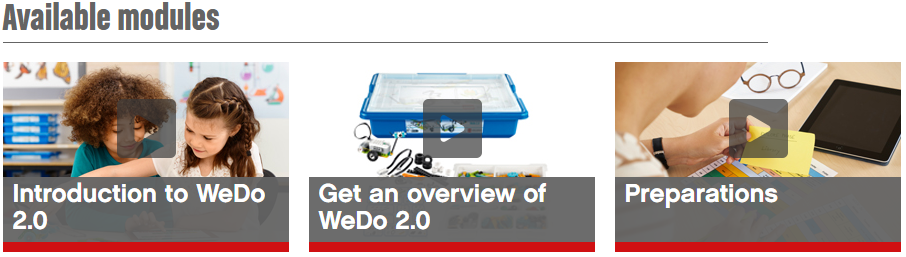 Available modules
Introduction to WeDo
2.0
Get an overview of
WeDo 2.0
Preparations